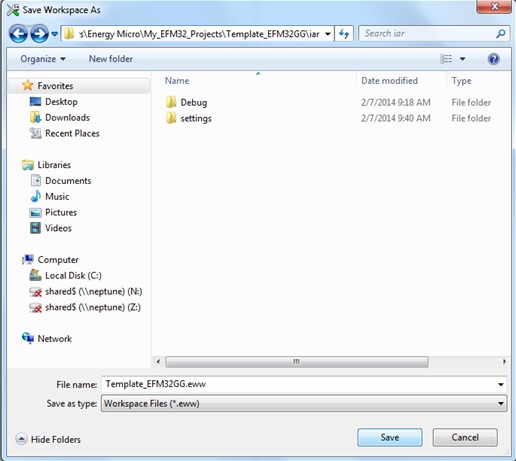 Save Workspace As
s\Energy Micro\My_EFM32_Projects\Template_EFM32GG\iar
Search iar
Organize
New folder
Name
Date modified
Type
Favorites
Desktop
Downloads
Recent Places
Libraries
Documents
Music
Pictures
Videos
Computer
Local Disk (C:)
shared$ (\\neptune) (N:)
shared$ (\\neptune) (Z:)
Network
Debug
2/7/2014 9:18 AM
File folder
settings
2/7/2014 9:40 AM
File folder
File name:
Template_EFM32GG.eww
Save as type:
Workspace Files (*.eww)
Hide Folders
Save
Cancel